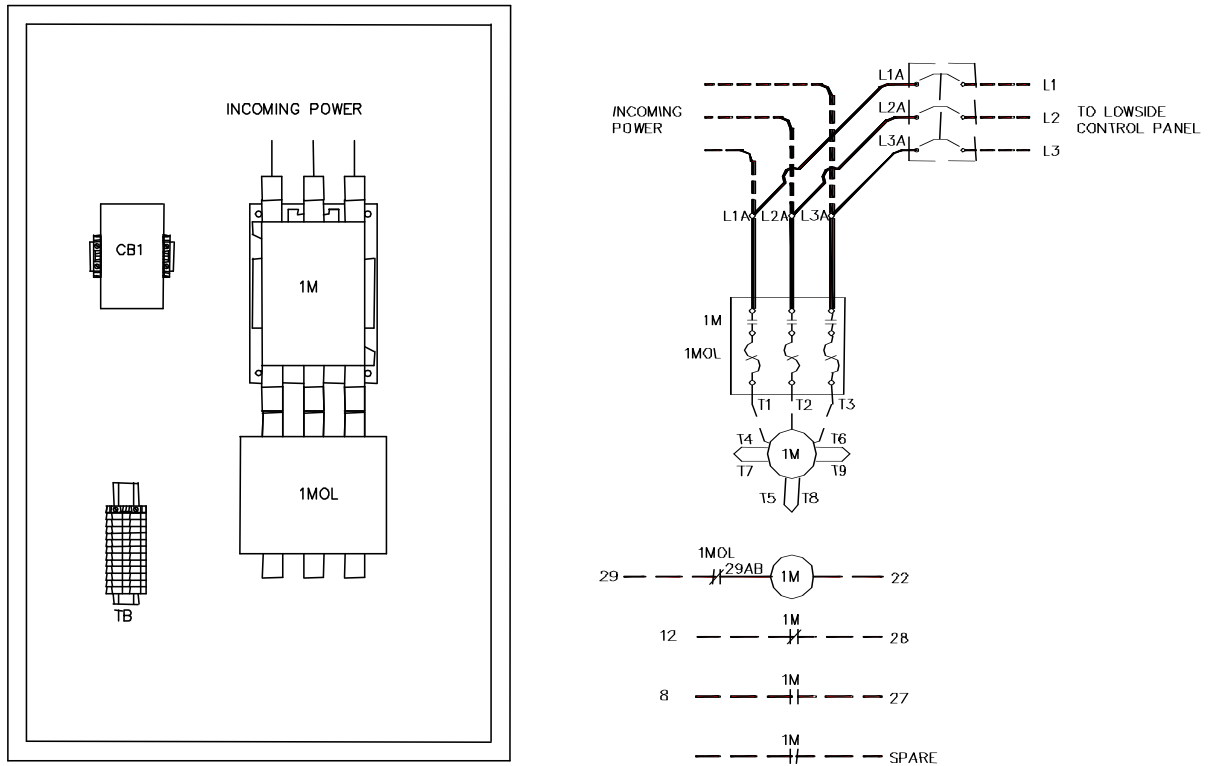 INCOMING POWER
CB1
1M
1MOL
TB
INCOMING
POWER
L1A
L2A
L3A
L1
L2
L3
TO LOWSIDE
CONTROL PANEL
L1A L2A L3A
1M
1MOL
T1 T2 T3
T4 1M T6
T7 T9
T5 T8
1MOL
29 29AB 1M 22
1M
12 28
1M
8 27
1M
SPARE